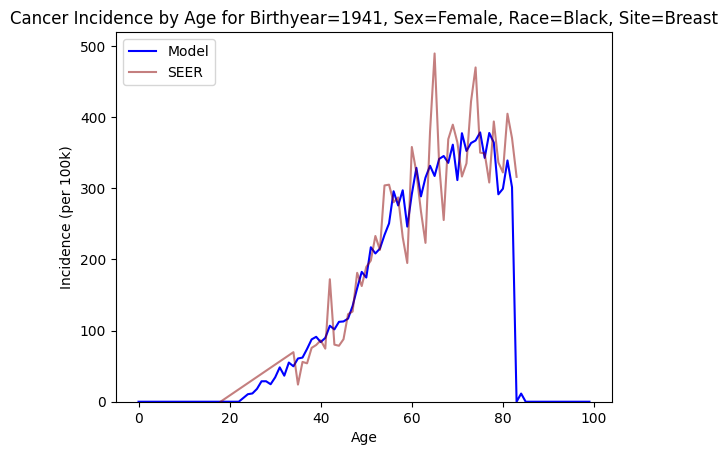 Cancer Incidence by Age for Birthyear=1941, Sex=Female, Race=Black, Site=Breast
Model
SEER
500
400
300
200
100
0
Incidence (per 100k)
0 20 40 60 80 100
Age